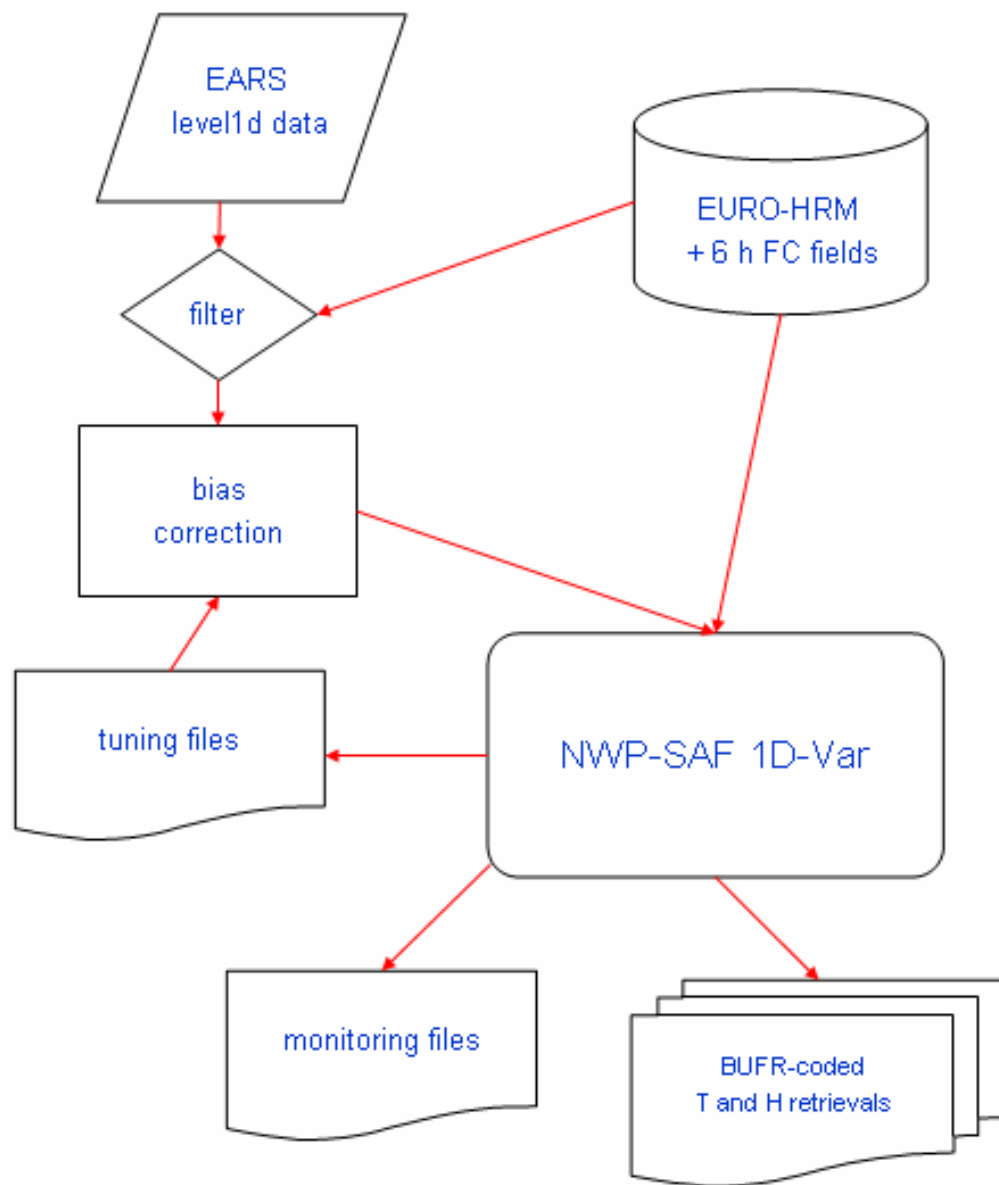 EARS
level1d data
EURO-HRM
+ 6 h FC fields
filter
bias
correction
tuning files
NWP-SAF 1D-Var
monitoring files
BUFR-coded
T and H retrievals